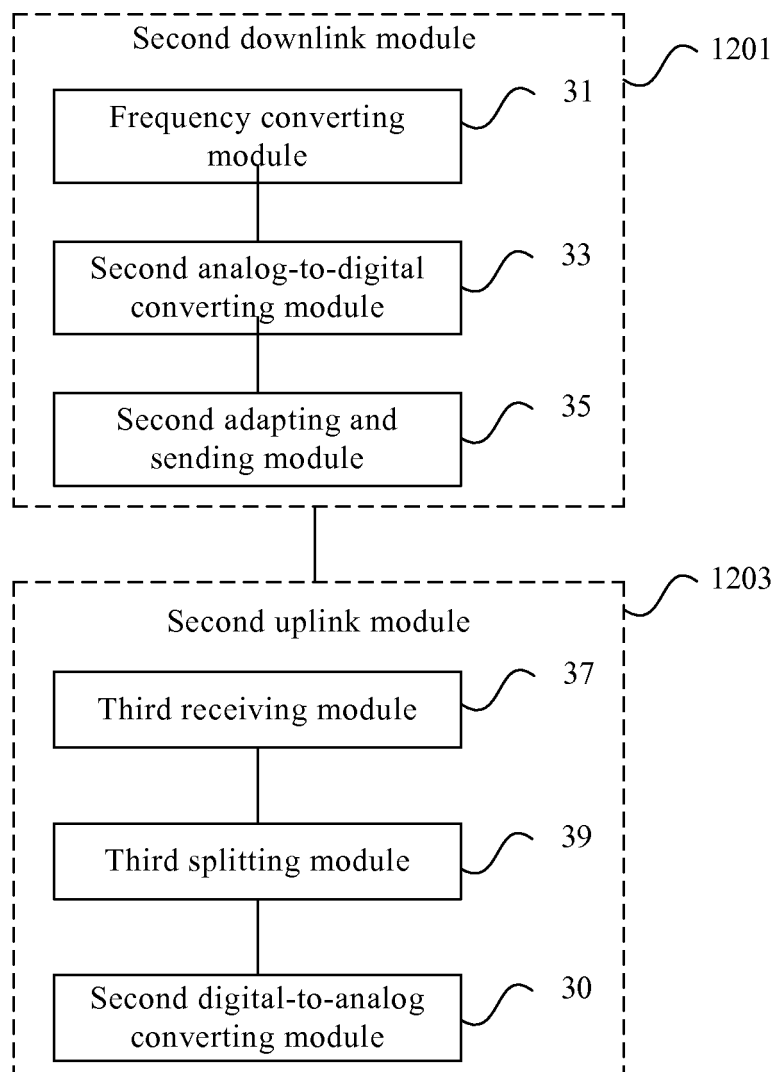 Second downlink module
1201
Frequency converting
module
31
Second analog-to-digital
converting module
33
Second adapting and
sending module
35
1203
Second uplink module
Third receiving module
37
Third splitting module
39
Second digital-to-analog
converting module
30